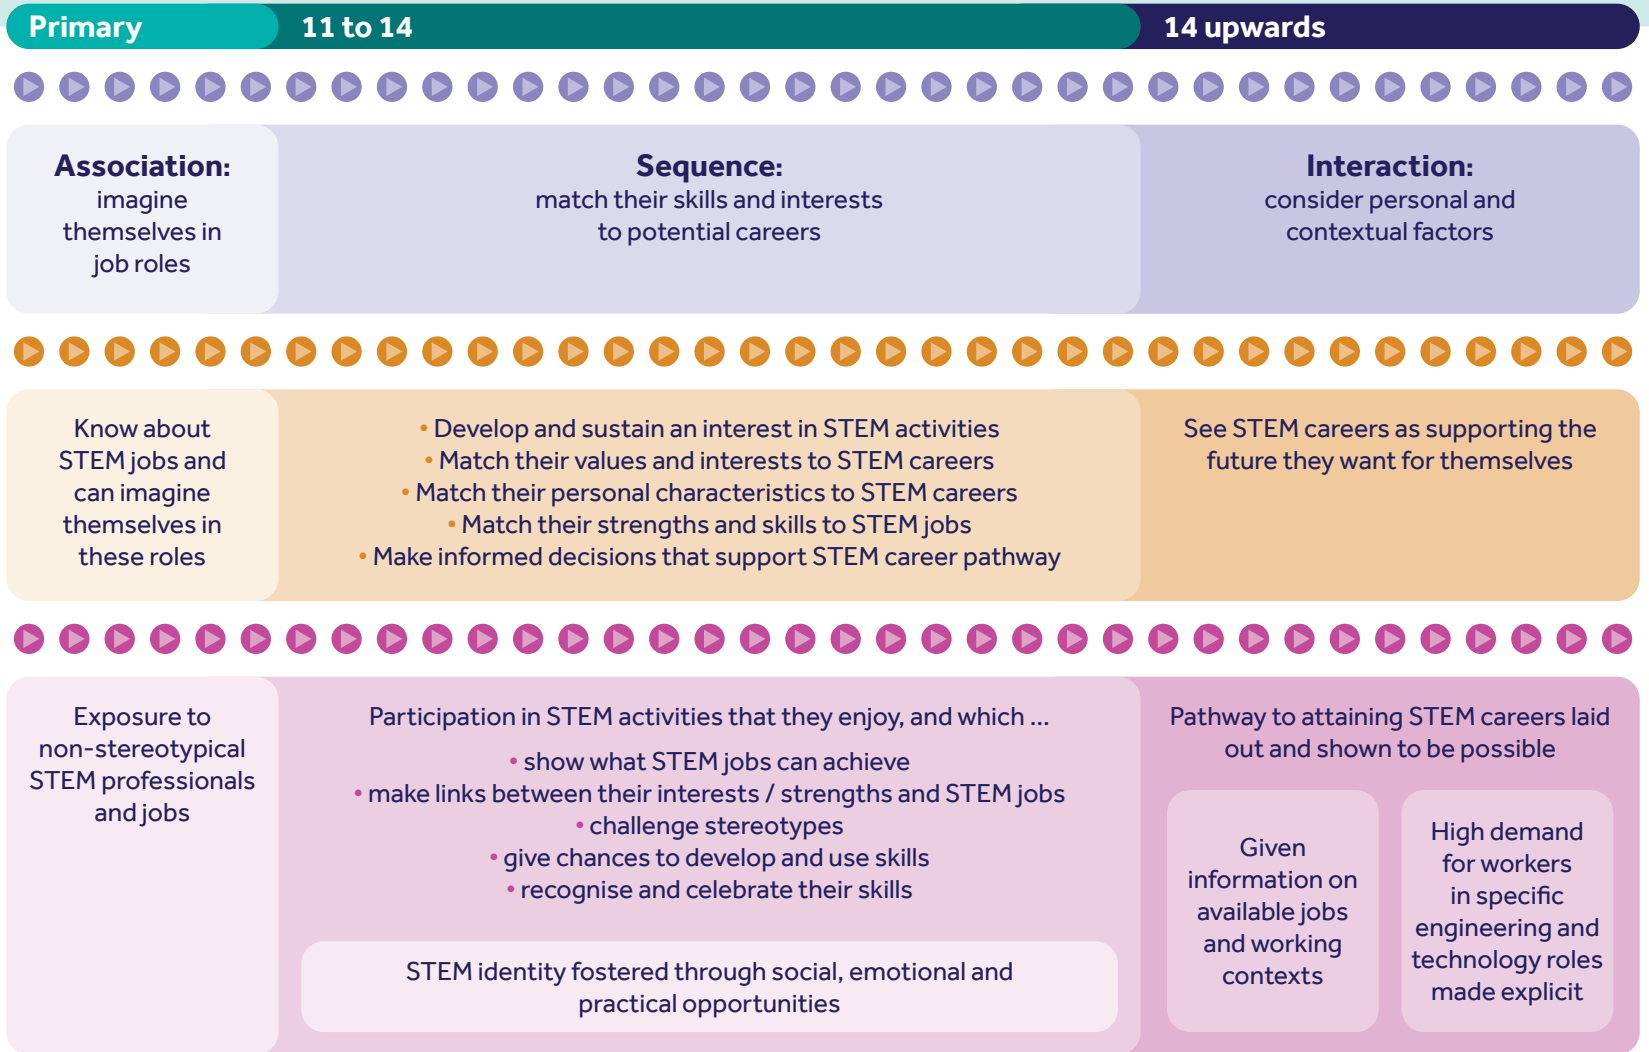 Primary
11 to 14
14 upwards
Association:
imagine
themselves in
job roles
Sequence:
match their skills and interests
to potential careers
Interaction:
consider personal and
contextual factors
Know about
STEM jobs and
can imagine
themselves in
these roles
• Develop and sustain an interest in STEM activities
• Match their values and interests to STEM careers
• Match their personal characteristics to STEM careers
• Match their strengths and skills to STEM jobs
• Make informed decisions that support STEM career pathway
See STEM careers as supporting the
future they want for themselves
Exposure to
non-stereotypical
STEM professionals
and jobs
Participation in STEM activities that they enjoy, and which ...
• show what STEM jobs can achieve
• make links between their interests / strengths and STEM jobs
• challenge stereotypes
• give chances to develop and use skills
• recognise and celebrate their skills
STEM identity fostered through social, emotional and
practical opportunities
Pathway to attaining STEM careers laid
out and shown to be possible
Given
information on
available jobs
and working
contexts
High demand
for workers
in specific
engineering and
technology roles
made explicit